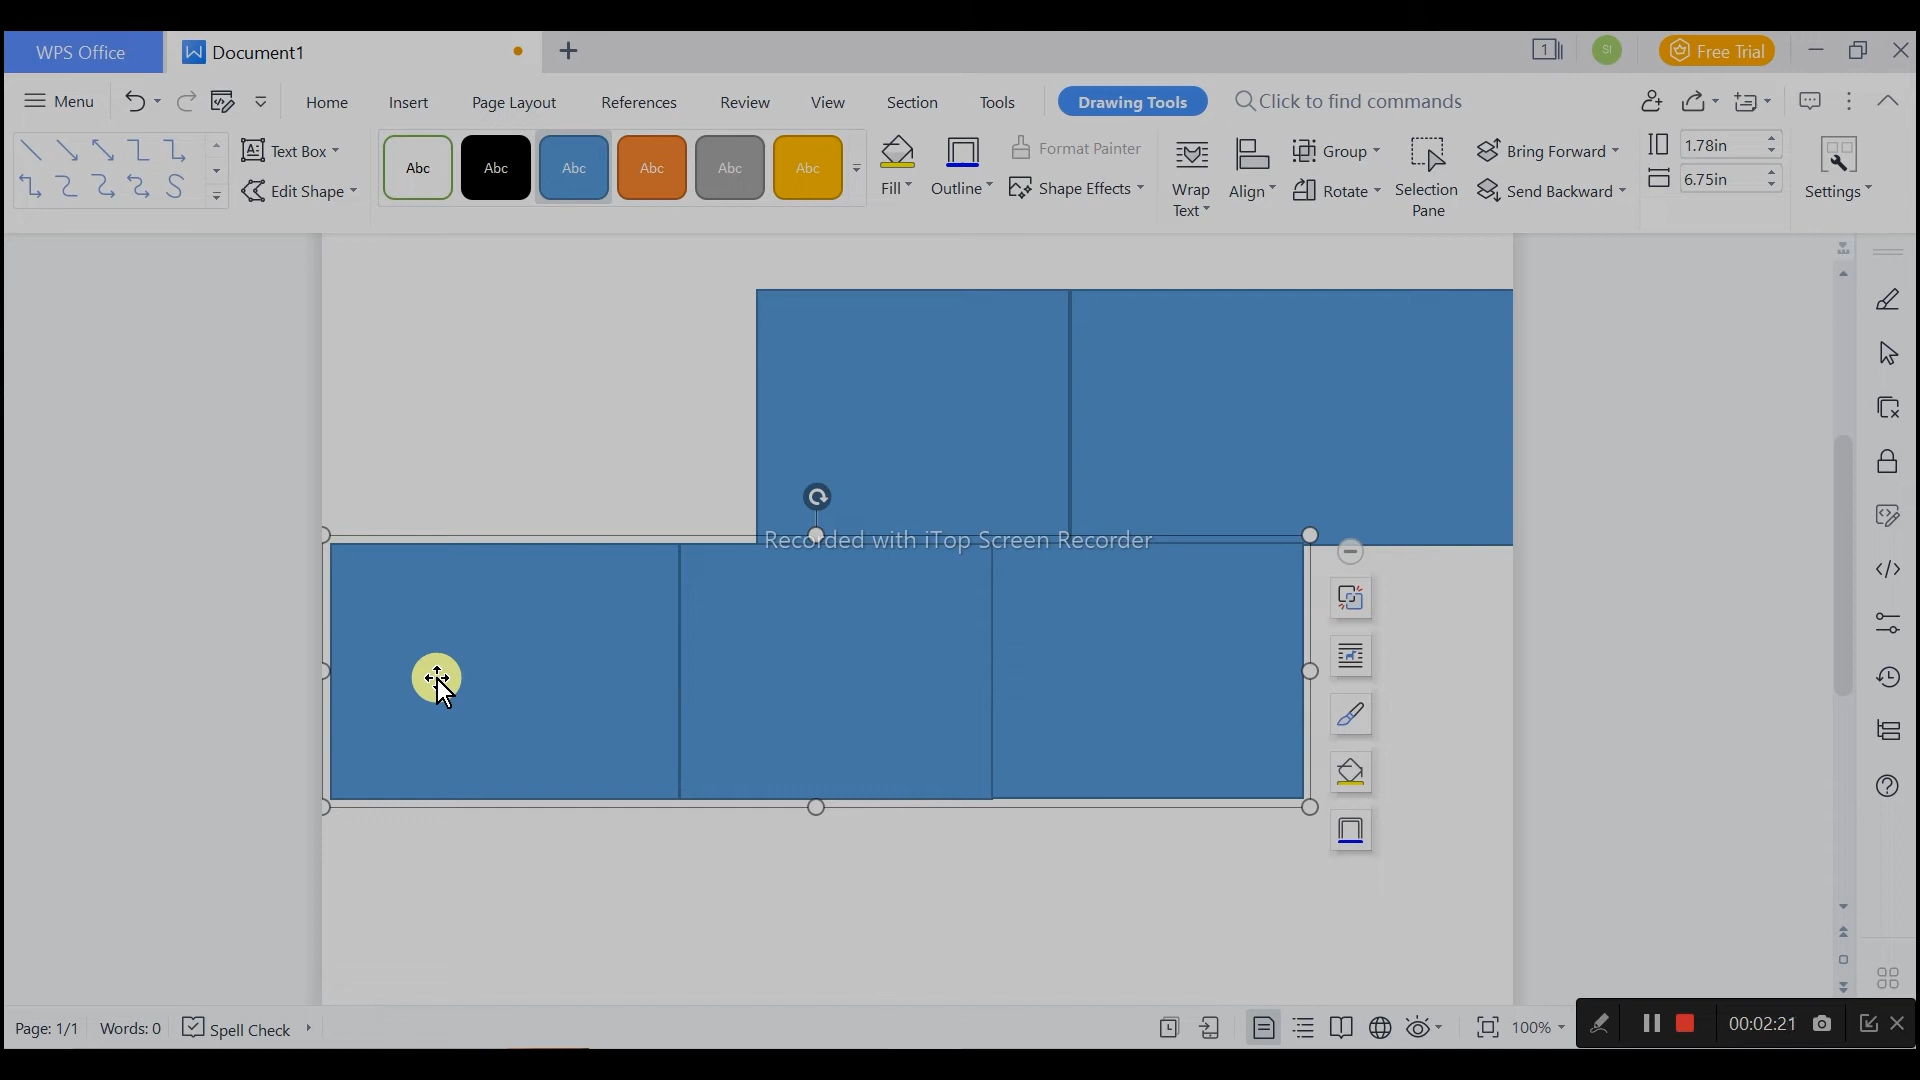 WPS Office
Document1
1
SI
Free Trial
Menu
Home
Insert
Page Layout
References
Review
View
Section
Tools
Drawing Tools
Click to find commands
Text Box
Edit Shape
Abc
Abc
Abc
Abc
Abc
Abc
Fill
Outline
Format Painter
Shape Effects
Wrap
Text
Align
Group
Rotate
Selection
Pane
Bring Forward
Send Backward
1.78in
6.75in
Settings
Recorded with iTop Screen Recorder
Page: 1/1
Words: 0
Spell Check
100%
00:02:21